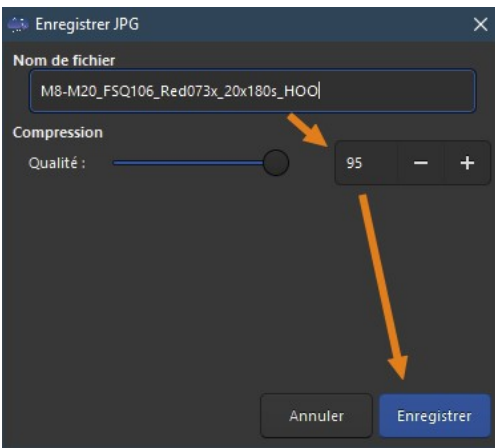 Enregistrer JPG
Nom de fichier
M8-M20_FSQ106_Red073x_20x180s_HOO
Compression
Qualité : 95 − +
Annuler Enregistrer